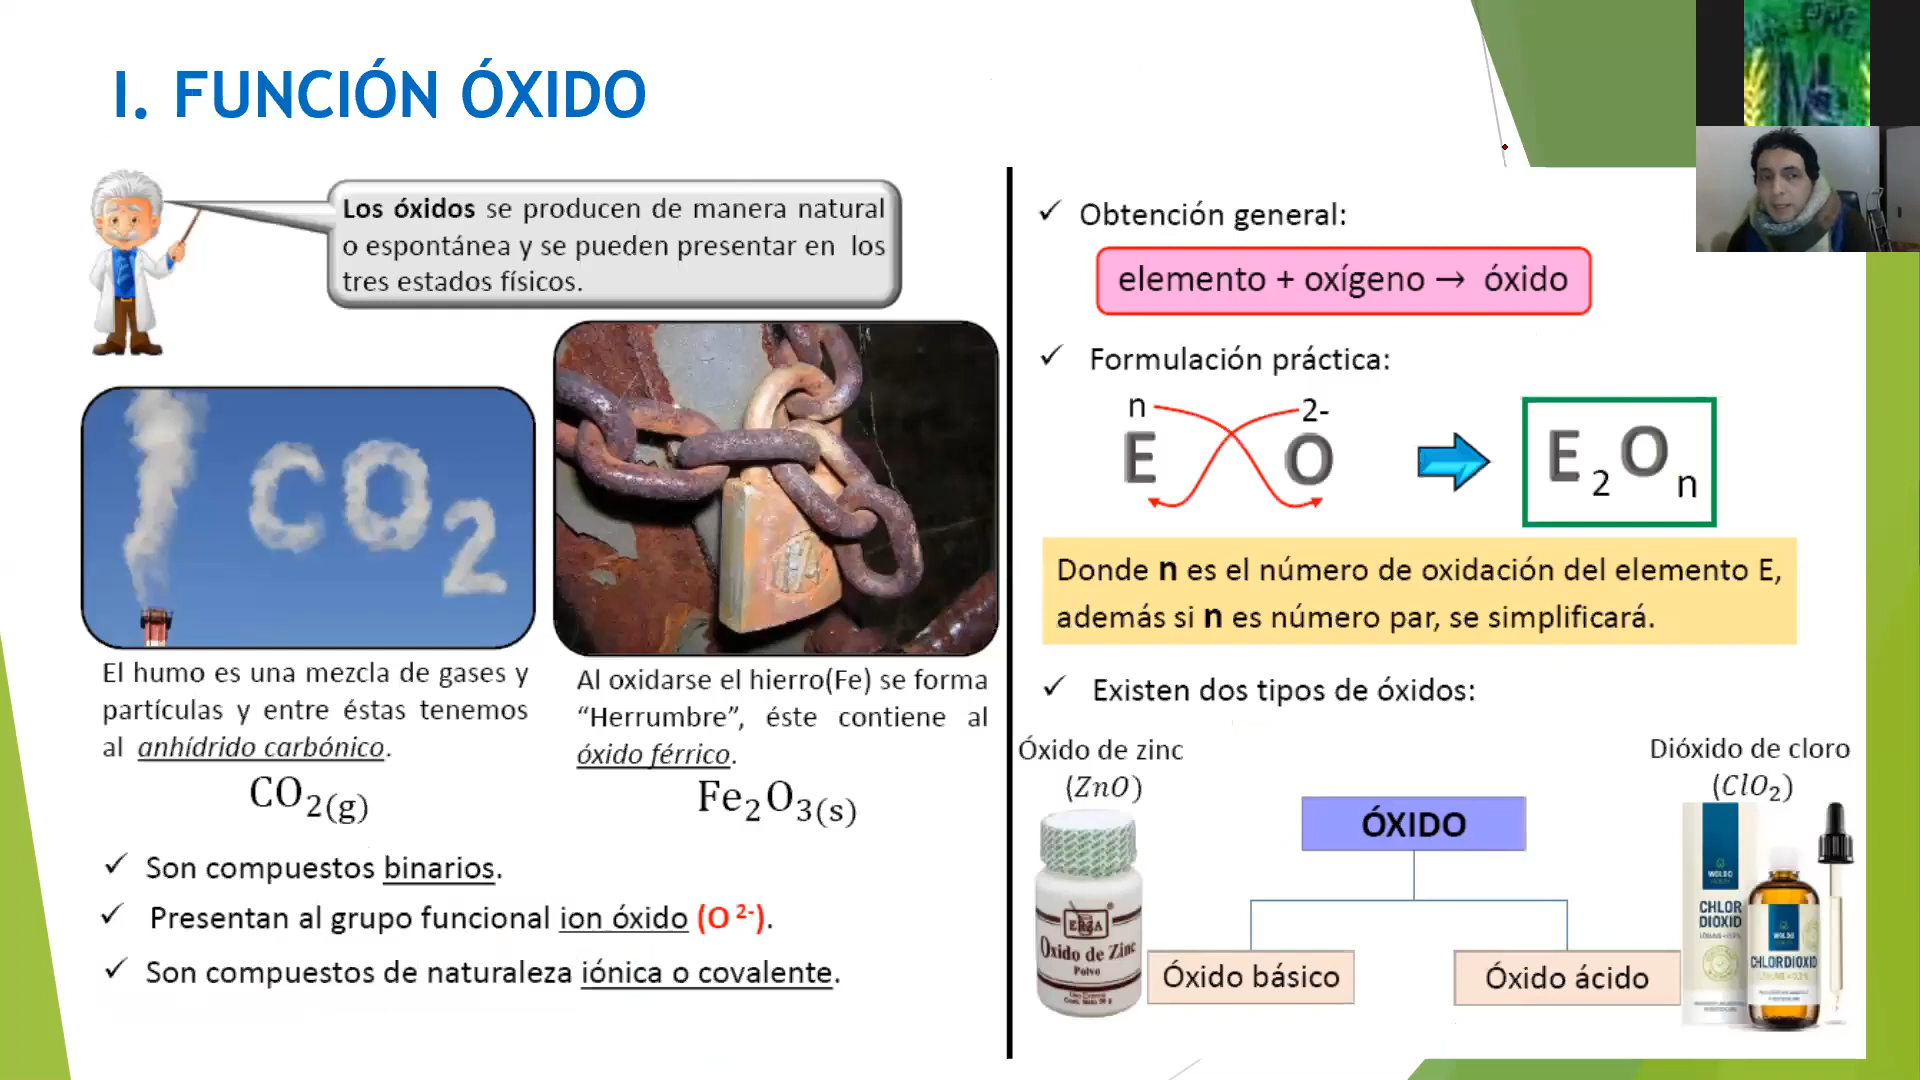 I. FUNCIÓN ÓXIDO
Los óxidos se producen de manera natural
o espontánea y se pueden presentar en los
tres estados físicos.
CO2
El humo es una mezcla de gases y
partículas y entre éstas tenemos
al anhídrido carbónico.
CO2(g)
Al oxidarse el hierro(Fe) se forma
“Herrumbre”, éste contiene al
óxido férrico.
Fe2O3(s)
✓ Son compuestos binarios.
✓ Presentan al grupo funcional ion óxido (O 2-).
✓ Son compuestos de naturaleza iónica o covalente.
✓ Obtención general:
elemento + oxígeno → óxido
✓ Formulación práctica:
n 2-
E O
E2On
Donde n es el número de oxidación del elemento E,
además si n es número par, se simplificará.
✓ Existen dos tipos de óxidos:
Óxido de zinc
(ZnO)
Dióxido de cloro
(ClO2)
ÓXIDO
Óxido básico
Óxido ácido
ERZA
Oxido de Zinc
Polvo
WOLDO
CHLOR
DIOXID
WOLDO
CHLORDIOXID